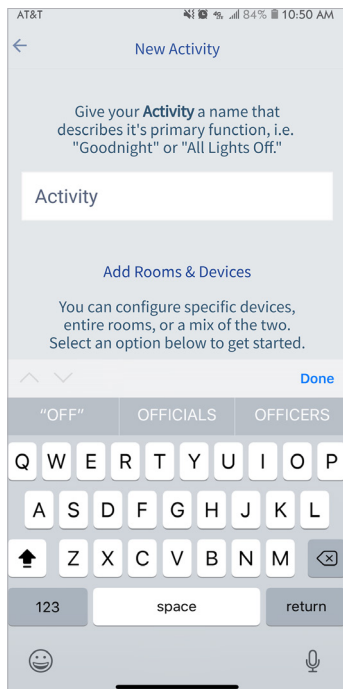 AT&T 84% 10:50 AM
New Activity
Give your Activity a name that
describes it's primary function, i.e.
"Goodnight" or "All Lights Off."
Activity
Add Rooms & Devices
You can configure specific devices,
entire rooms, or a mix of the two.
Select an option below to get started.
Done
“OFF” OFFICIALS OFFICERS
Q W E R T Y U I O P
A S D F G H J K L
Z X C V B N M
123 space return